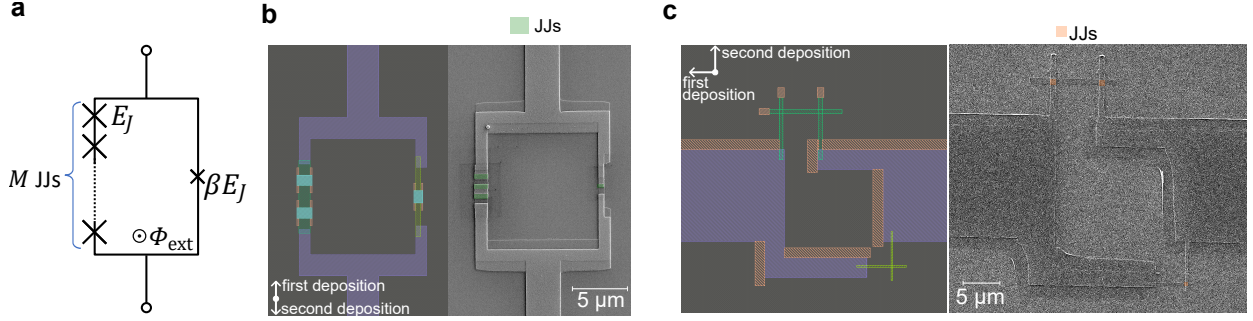 a
E_J
M JJs
βE_J
⊙Φ_ext
b
JJs
first deposition
second deposition
5 μm
c
JJs
second deposition
first
deposition
5 μm